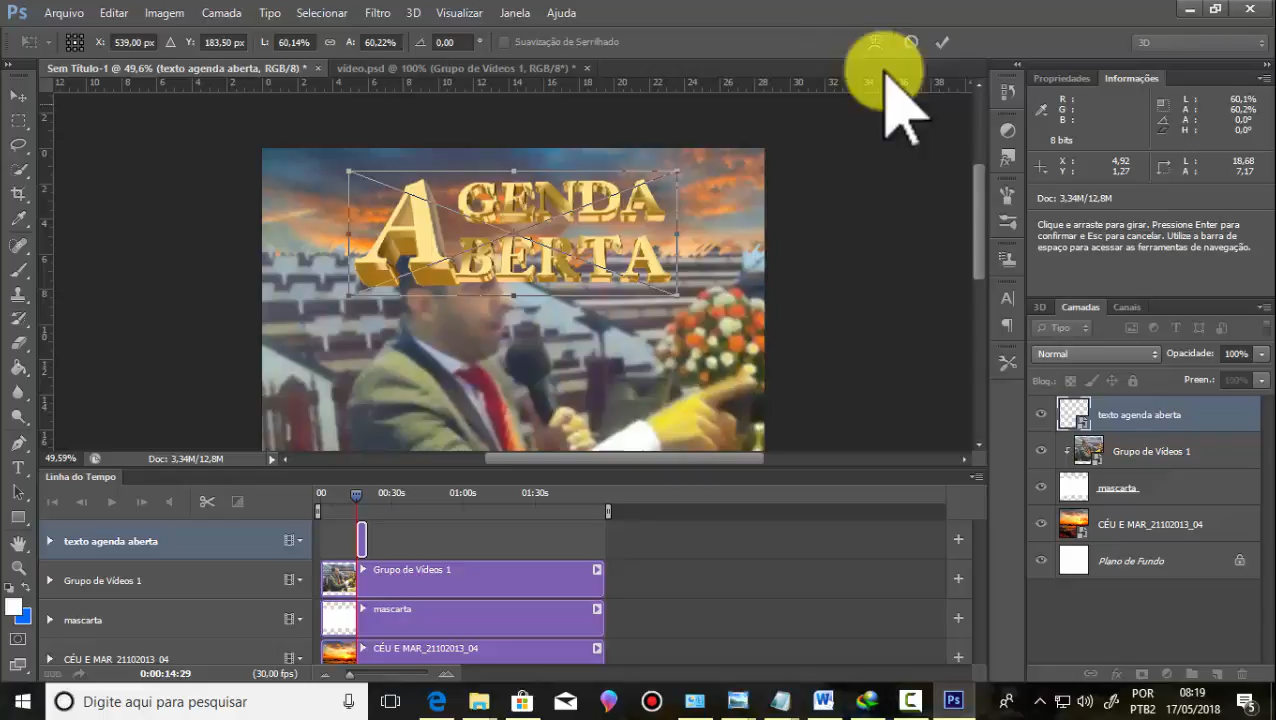 Ps Arquivo Editar Imagem Camada Tipo Selecionar Filtro 3D Visualizar Janela Ajuda
X: 539,00 px Y: 183,50 px L: 60,14% A: 60,22% 0,00 ° Suavização de Serrilhado 3D
Sem Título-1 @ 49,6% (texto agenda aberta, RGB/8) * × vídeo.psd @ 100% (Grupo de Vídeos 1, RGB/8*) * ×
Propriedades Informações
R : L : 60,1%
G : A : 60,2%
B : A : 0,0°
H : 0,0°
8 bits
X : 4,92 L : 18,68
Y : 1,27 A : 7,17
Doc: 3,34M/12,8M
Clique e arraste para girar. Pressione Enter para
confirmar e Esc para cancelar. Utilize a barra de
espaço para acessar as ferramentas de navegação.
AGENDA
ABERTA
3D Camadas Canais
Tipo
Normal Opacidade: 100%
Bloq.: Preen.: 100%
texto agenda aberta
Grupo de Vídeos 1
mascarta
CÉU E MAR_21102013_04
Plano de Fundo
49,59% Doc: 3,34M/12,8M
Linha do Tempo
00 00:30s 01:00s 01:30s
texto agenda aberta
Grupo de Vídeos 1 Grupo de Vídeos 1
mascarta mascarta
CÉU E MAR_21102013_04 CÉU E MAR_21102013_04
0:00:14:29 (30,00 fps)
Digite aqui para pesquisar
POR 08:19
PTB2 17/05/2018